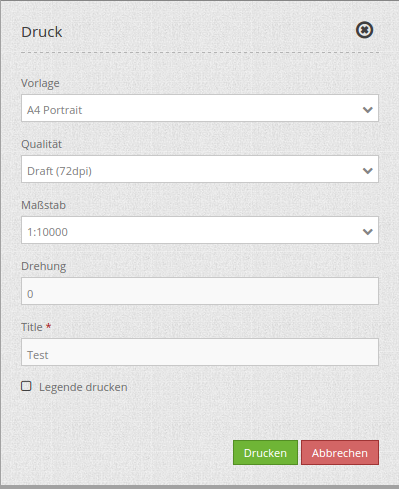 Druck
Vorlage
A4 Portrait
Qualität
Draft (72dpi)
Maßstab
1:10000
Drehung
0
Title *
Test
Legende drucken
Drucken Abbrechen